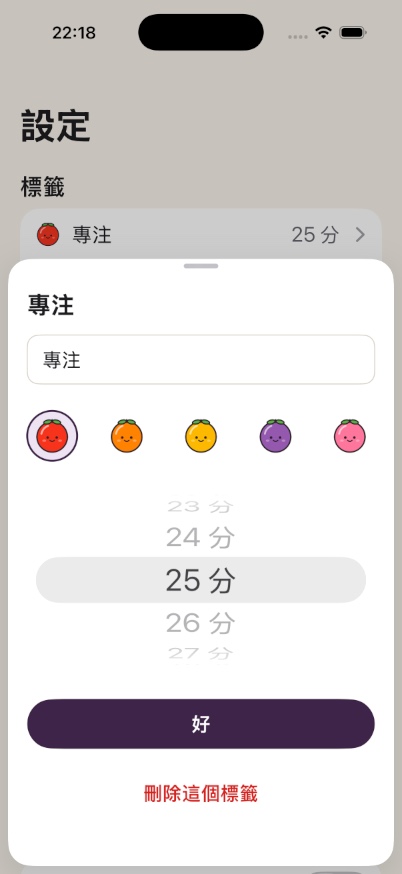 22:18
設定
標籤
專注 25 分
專注
專注
23 分
24 分
25 分
26 分
27 分
好
刪除這個標籤